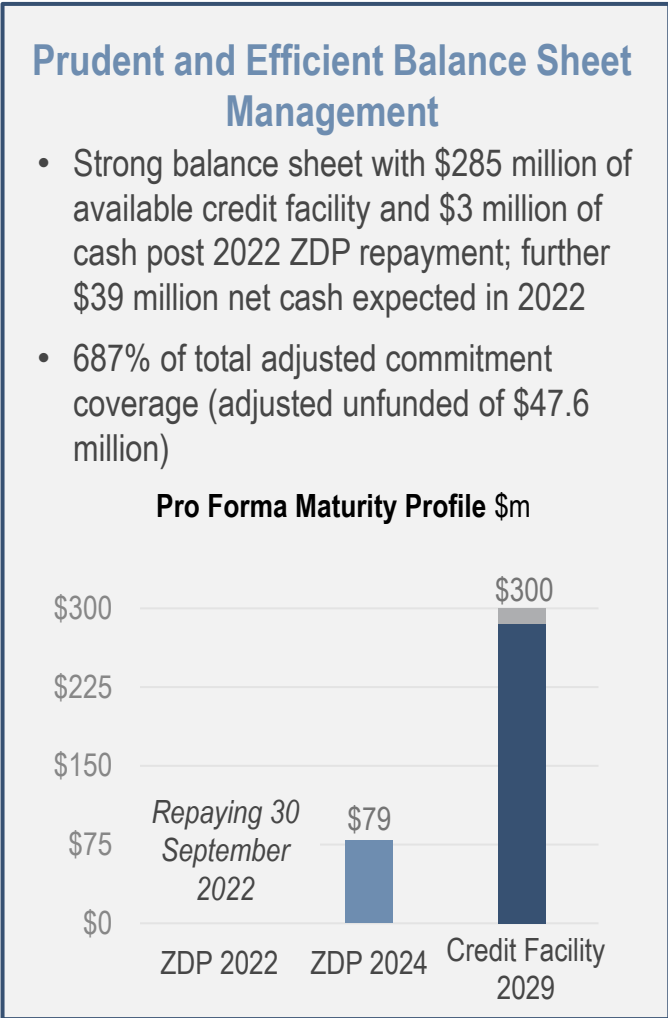 Prudent and Efficient Balance Sheet
Management
• Strong balance sheet with $285 million of
available credit facility and $3 million of
cash post 2022 ZDP repayment; further
$39 million net cash expected in 2022
• 687% of total adjusted commitment
coverage (adjusted unfunded of $47.6
million)
Pro Forma Maturity Profile $m
$300
$300
$225
$150
$75
$0
Repaying 30
September
2022
$79
ZDP 2022
ZDP 2024
Credit Facility
2029